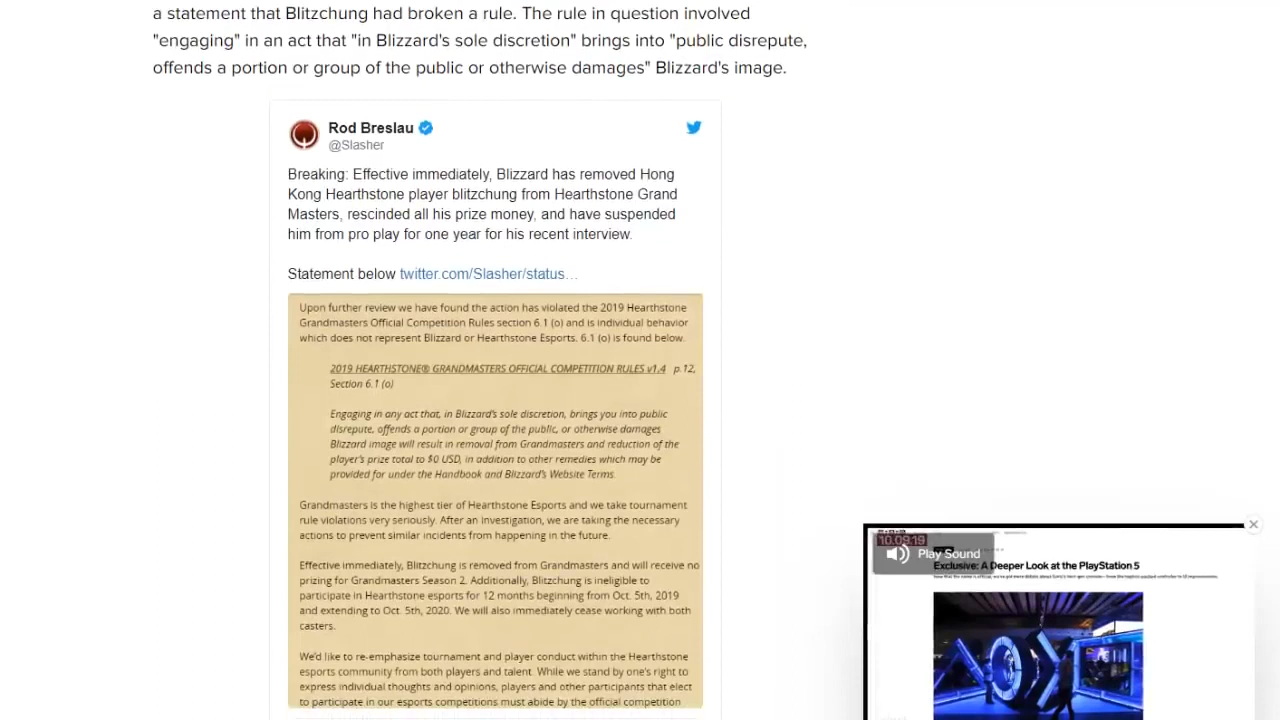 a statement that Blitzchung had broken a rule. The rule in question involved
"engaging" in an act that "in Blizzard's sole discretion" brings into "public disrepute,
offends a portion or group of the public or otherwise damages" Blizzard's image.
Rod Breslau
@Slasher
Breaking: Effective immediately, Blizzard has removed Hong
Kong Hearthstone player blitzchung from Hearthstone Grand
Masters, rescinded all his prize money, and have suspended
him from pro play for one year for his recent interview.
Statement below twitter.com/Slasher/status…
Upon further review we have found the action has violated the 2019 Hearthstone
Grandmasters Official Competition Rules section 6.1 (o) and is individual behavior
which does not represent Blizzard or Hearthstone Esports. 6.1 (o) is found below.
2019 HEARTHSTONE® GRANDMASTERS OFFICIAL COMPETITION RULES v1.4 p.12,
Section 6.1 (o)
Engaging in any act that, in Blizzard's sole discretion, brings you into public
disrepute, offends a portion or group of the public, or otherwise damages
Blizzard image will result in removal from Grandmasters and reduction of the
player's prize total to $0 USD, in addition to other remedies which may be
provided for under the Handbook and Blizzard's Website Terms.
Grandmasters is the highest tier of Hearthstone Esports and we take tournament
rule violations very seriously. After an investigation, we are taking the necessary
actions to prevent similar incidents from happening in the future.
Effective immediately, Blitzchung is removed from Grandmasters and will receive no
prizing for Grandmasters Season 2. Additionally, Blitzchung is ineligible to
participate in Hearthstone esports for 12 months beginning from Oct. 5th, 2019
and extending to Oct. 5th, 2020. We will also immediately cease working with both
casters.
We'd like to re-emphasize tournament and player conduct within the Hearthstone
esports community from both players and talent. While we stand by one's right to
express individual thoughts and opinions, players and other participants that elect
to participate in our esports competitions must abide by the official competition
10.09.19
Play Sound
Exclusive: A Deeper Look at the PlayStation 5